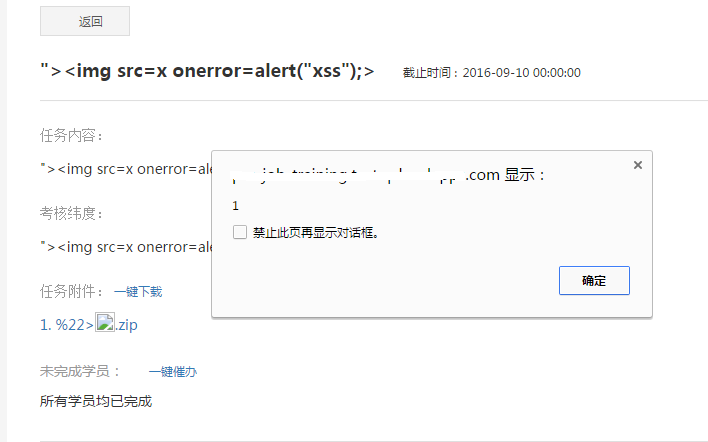 返回
"><img src=x onerror=alert("xss");> 截止时间：2016-09-10 00:00:00
任务内容：
"><img src=x onerror=ale
考核纬度：
"><img src=x onerror=ale
任务附件： 一键下载
1. %22>.zip
未完成学员： 一键催办
所有学员均已完成
.com 显示：
1
禁止此页再显示对话框。
确定